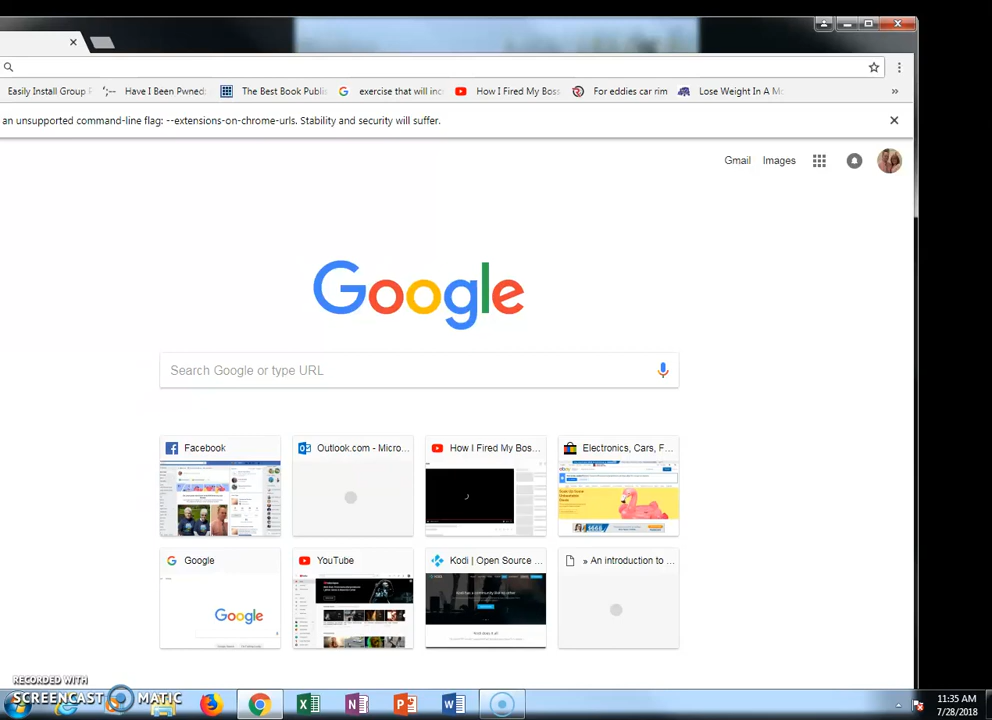 Easily Install Group
Have I Been Pwned:
The Best Book Publis
exercise that will inc
How I Fired My Bos
For eddies car rim
Lose Weight In A Mo
»
an unsupported command-line flag: --extensions-on-chrome-urls. Stability and security will suffer.
Gmail
Images
Google
Search Google or type URL
Facebook
Outlook.com - Micro...
How I Fired My Bos...
Electronics, Cars, F...
Google
YouTube
Kodi | Open Source ...
» An introduction to ...
Google
RECORDED WITH
SCREENCAST MATIC
11:35 AM
7/28/2018